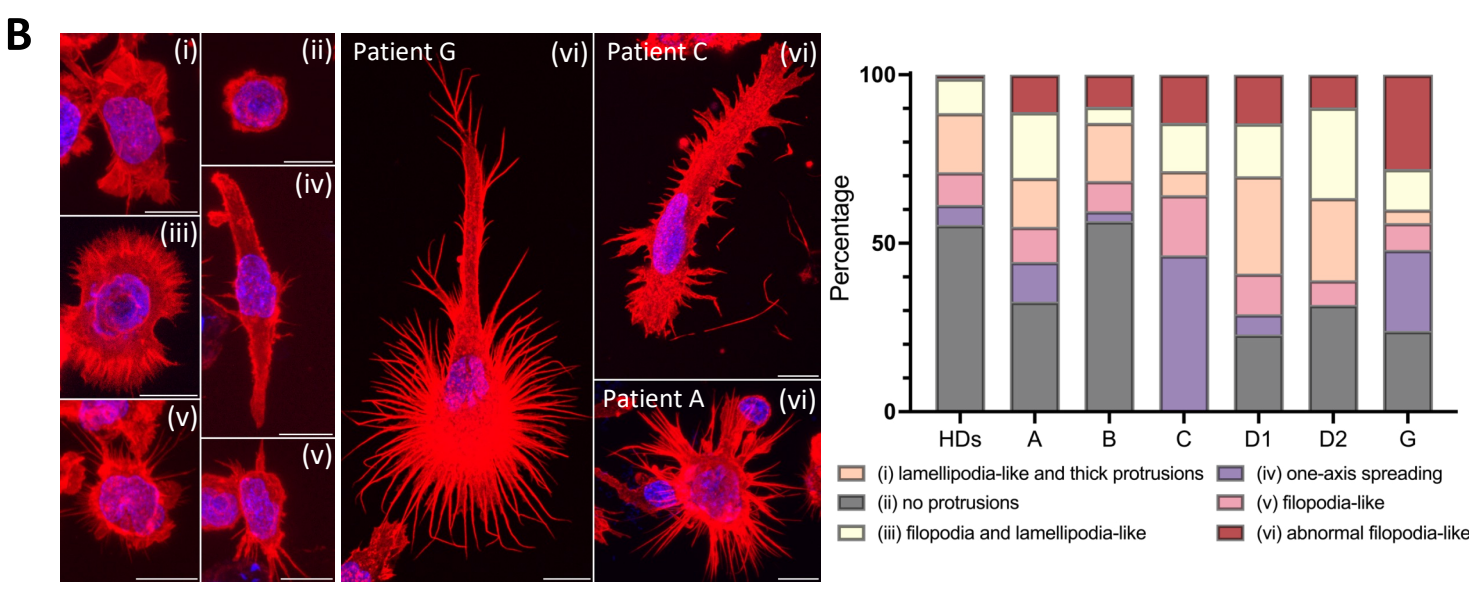 B
(i)
(ii)
(iii)
(iv)
(v)
(v)
Patient G (vi)
Patient C (vi)
Patient A (vi)
Percentage
100
50
0
HDs A B C D1 D2 G
(i) lamellipodia-like and thick protrusions
(ii) no protrusions
(iii) filopodia and lamellipodia-like
(iv) one-axis spreading
(v) filopodia-like
(vi) abnormal filopodia-like